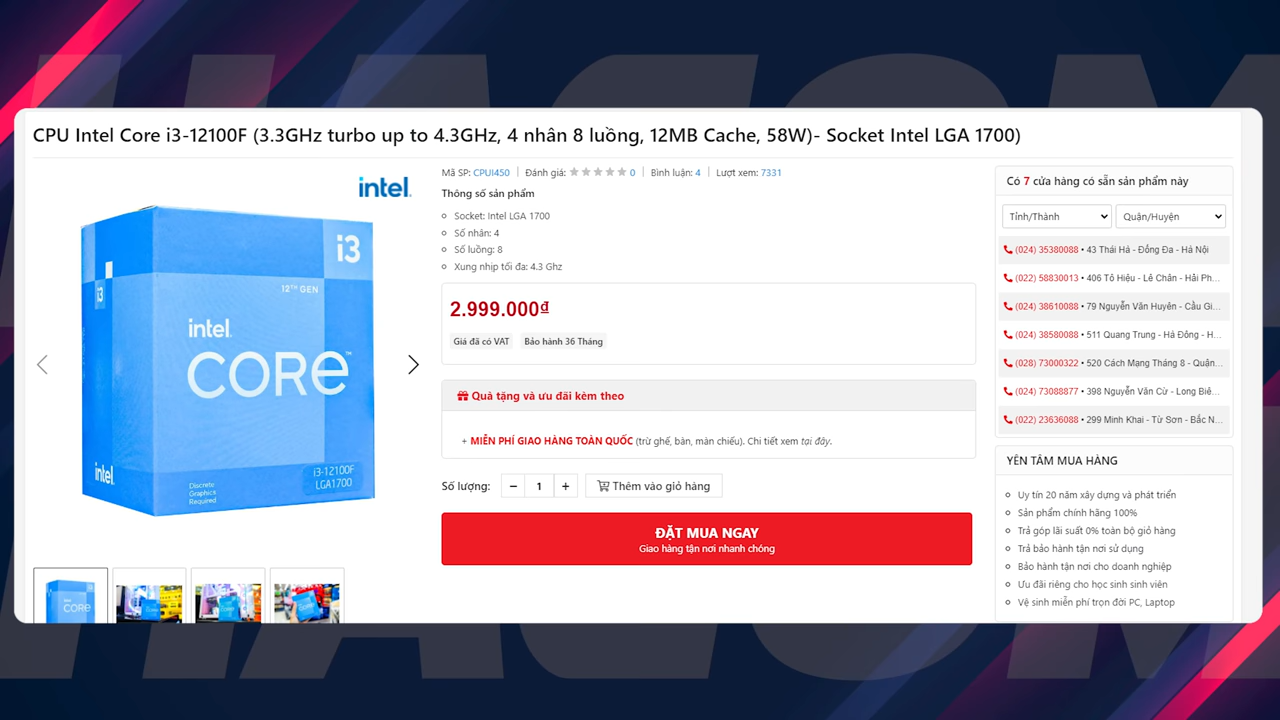 CPU Intel Core i3-12100F (3.3GHz turbo up to 4.3GHz, 4 nhân 8 luồng, 12MB Cache, 58W)- Socket Intel LGA 1700)
intel.
i3
12TH GEN
i3
intel.
CORE™
intel.
Discrete
Graphics
Required
i3-12100F
LGA1700
Mã SP: CPUI450 | Đánh giá: 0 | Bình luận: 4 | Lượt xem: 7331
Thông số sản phẩm
Socket: Intel LGA 1700
Số nhân: 4
Số luồng: 8
Xung nhịp tối đa: 4.3 Ghz
2.999.000₫
Giá đã có VAT Bảo hành 36 Tháng
Quà tặng và ưu đãi kèm theo
+ MIỄN PHÍ GIAO HÀNG TOÀN QUỐC (trừ ghế, bàn, màn chiếu). Chi tiết xem tại đây.
Số lượng: − 1 + Thêm vào giỏ hàng
ĐẶT MUA NGAY
Giao hàng tận nơi nhanh chóng
Có 7 cửa hàng có sẵn sản phẩm này
Tỉnh/Thành Quận/Huyện
(024) 35380088 • 43 Thái Hà - Đống Đa - Hà Nội
(022) 58830013 • 406 Tô Hiệu - Lê Chân - Hải Ph...
(024) 38610088 • 79 Nguyễn Văn Huyên - Cầu Gi...
(024) 38580088 • 511 Quang Trung - Hà Đông - H...
(028) 73000322 • 520 Cách Mạng Tháng 8 - Quận...
(024) 73088877 • 398 Nguyễn Văn Cừ - Long Biê...
(022) 23636088 • 299 Minh Khai - Từ Sơn - Bắc N...
YÊN TÂM MUA HÀNG
Uy tín 20 năm xây dựng và phát triển
Sản phẩm chính hãng 100%
Trả góp lãi suất 0% toàn bộ giỏ hàng
Trả bảo hành tận nơi sử dụng
Bảo hành tận nơi cho doanh nghiệp
Ưu đãi riêng cho học sinh sinh viên
Vệ sinh miễn phí trọn đời PC, Laptop